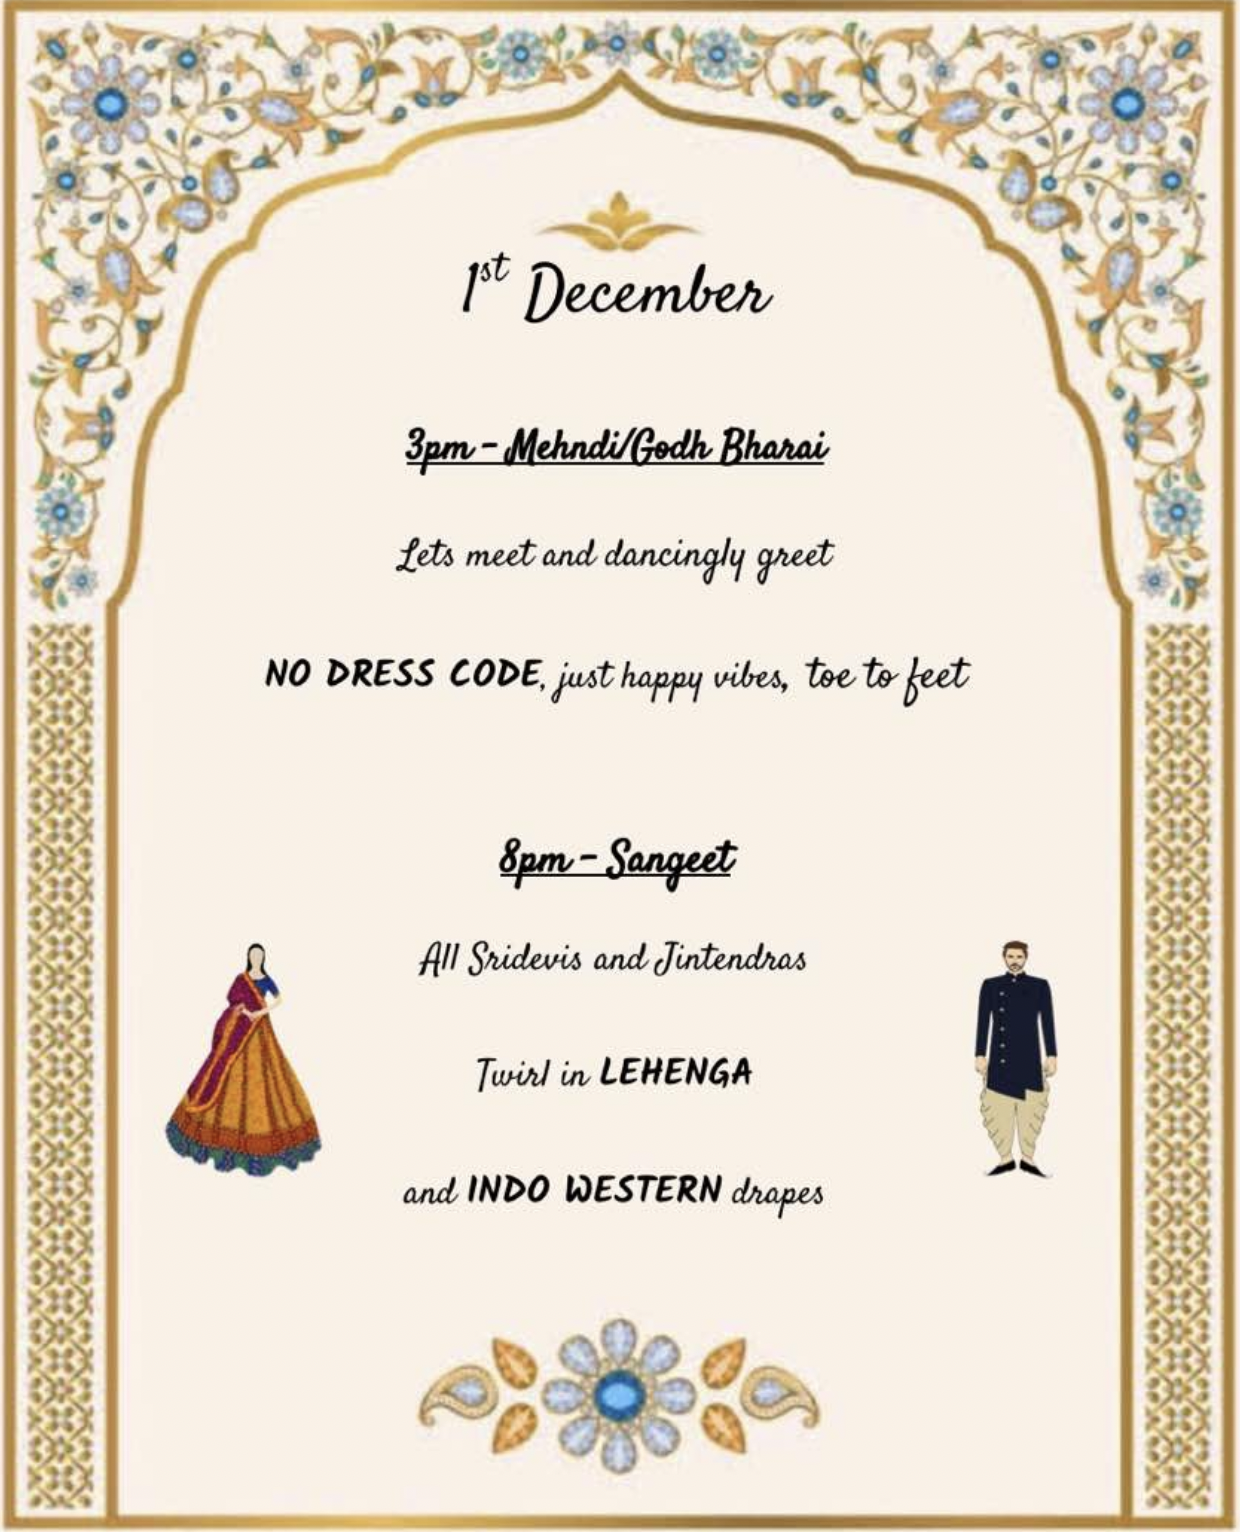 1st December
3pm - Mehndi/Godh Bharai
Lets meet and dancingly greet
NO DRESS CODE, just happy vibes, toe to feet
8pm - Sangeet
All Sridevis and Jintendras
Twirl in LEHENGA
and INDO WESTERN drapes